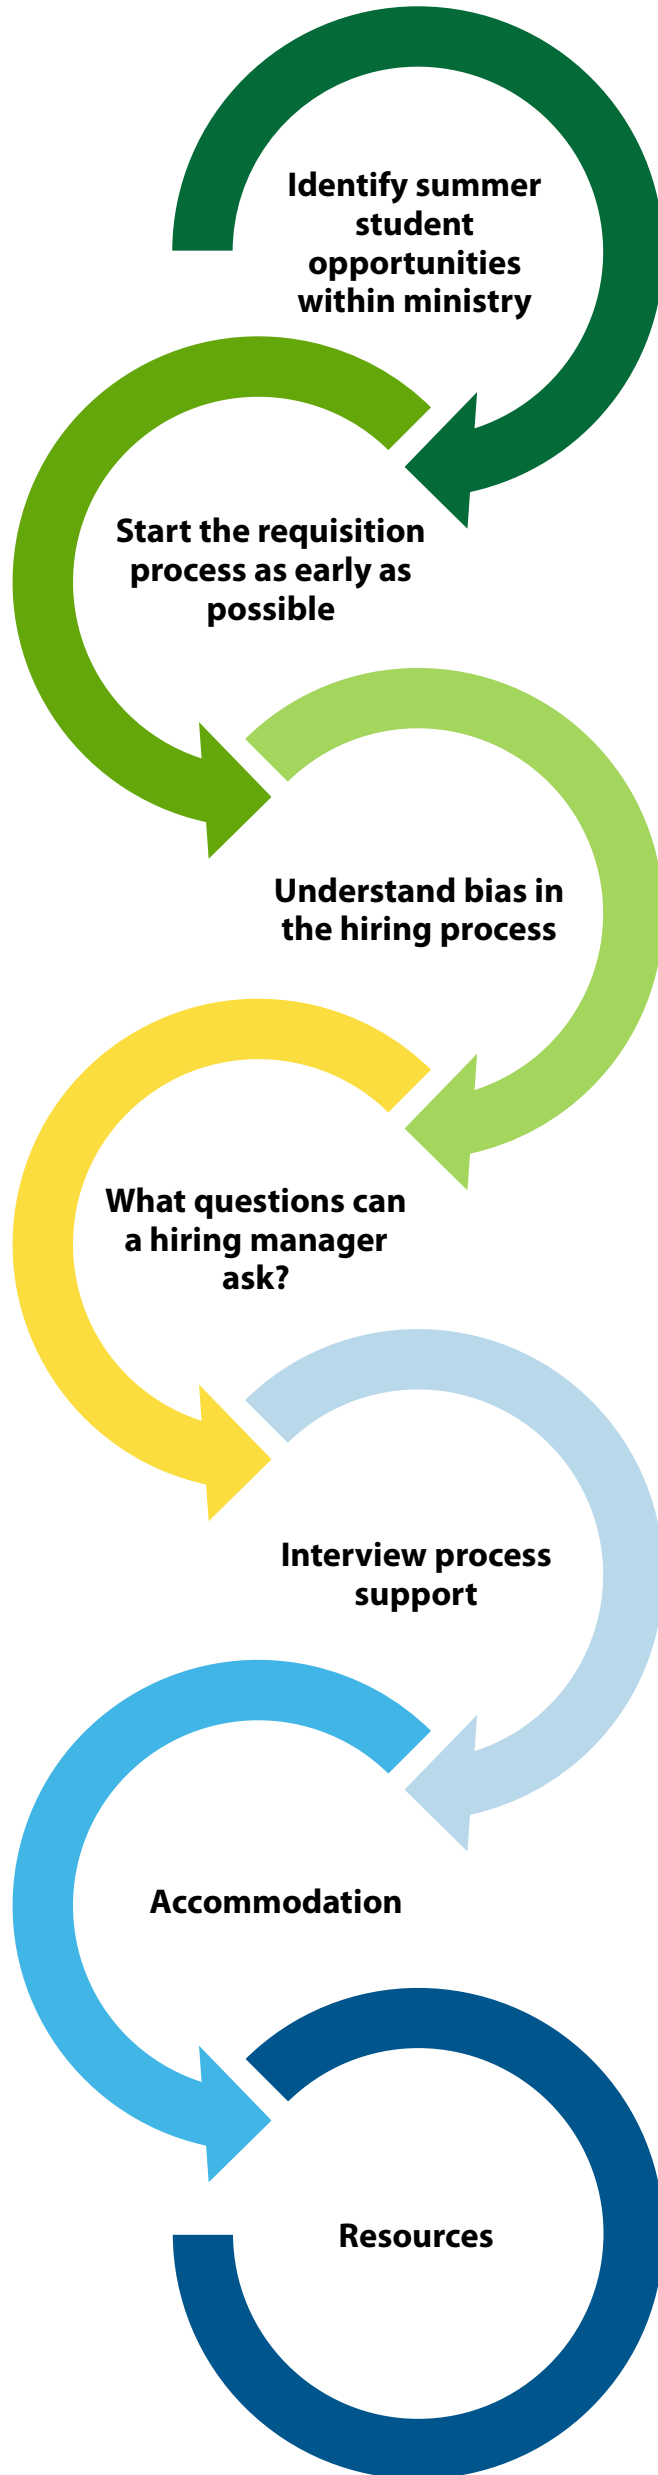 Identify summer
student
opportunities
within ministry
Start the requisition
process as early as
possible
Understand bias in
the hiring process
What questions can
a hiring manager
ask?
Interview process
support
Accommodation
Resources